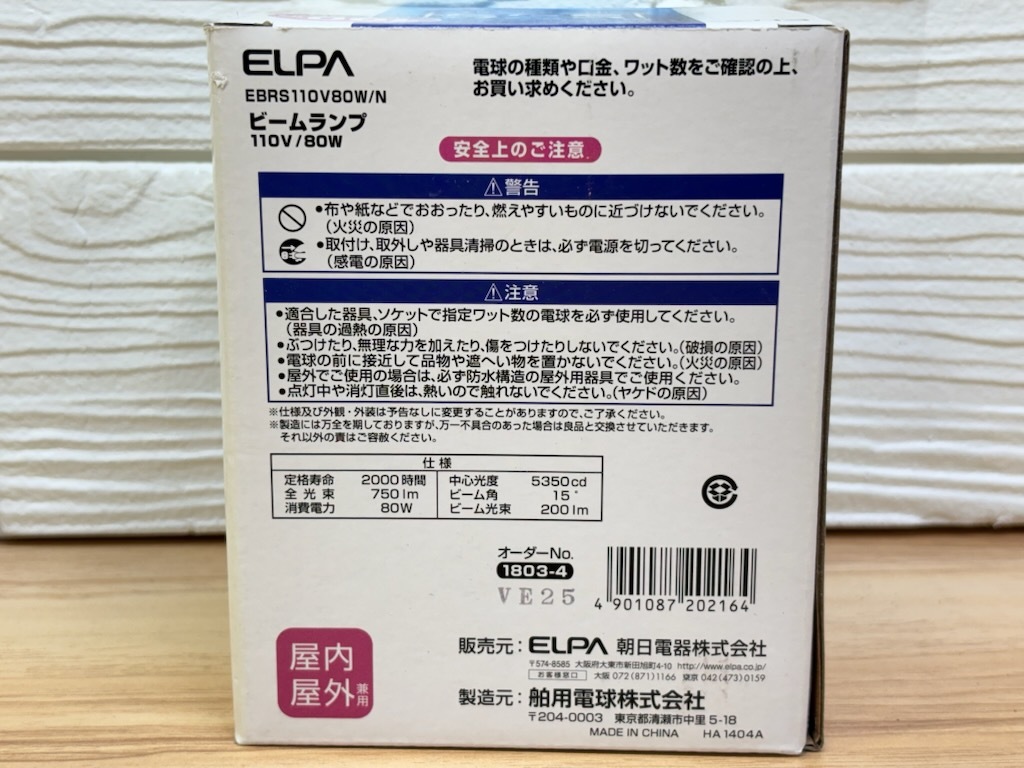 ELPA
EBRS110V80W/N
ビームランプ
110V/80W
電球の種類や口金、ワット数をご確認の上、
お買い求めください。
安全上のご注意
警告
●布や紙などでおおったり、燃えやすいものに近づけないでください。
(火災の原因)
●取付け、取外しや器具清掃のときは、必ず電源を切ってください。
(感電の原因)
注意
●適合した器具、ソケットで指定ワット数の電球を必ず使用してください。
(器具の過熱の原因)
●ぶつけたり、無理な力を加えたり、傷をつけたりしないでください。(破損の原因)
●電球の前に接近して品物や遮へい物を置かないでください。(火災の原因)
●屋外でご使用の場合は、必ず防水構造の屋外用器具でご使用ください。
●点灯中や消灯直後は、熱いので触れないでください。(ヤケドの原因)
※仕様及び外観・外装は予告なしに変更することがありますので、ご了承ください。
※製造には万全を期しておりますが、万一不具合のあった場合は良品と交換させていただきます。
それ以外の責はご容赦ください。
仕様
定格寿命 2000時間 中心光度 5350cd
全光束 750lm ビーム角 15°
消費電力 80W ビーム光束 200lm
オーダーNo.
1803-4
VE25
4 901087 202164
屋内
屋外 兼用
販売元：ELPA 朝日電器株式会社
〒574-8585 大阪府大東市新田旭町4-10 http://www.elpa.co.jp/
お客様窓口 大阪 072(871)1166 東京 042(473)0159
製造元：舶用電球株式会社
〒204-0003 東京都清瀬市中里 5-18
MADE IN CHINA HA1404A